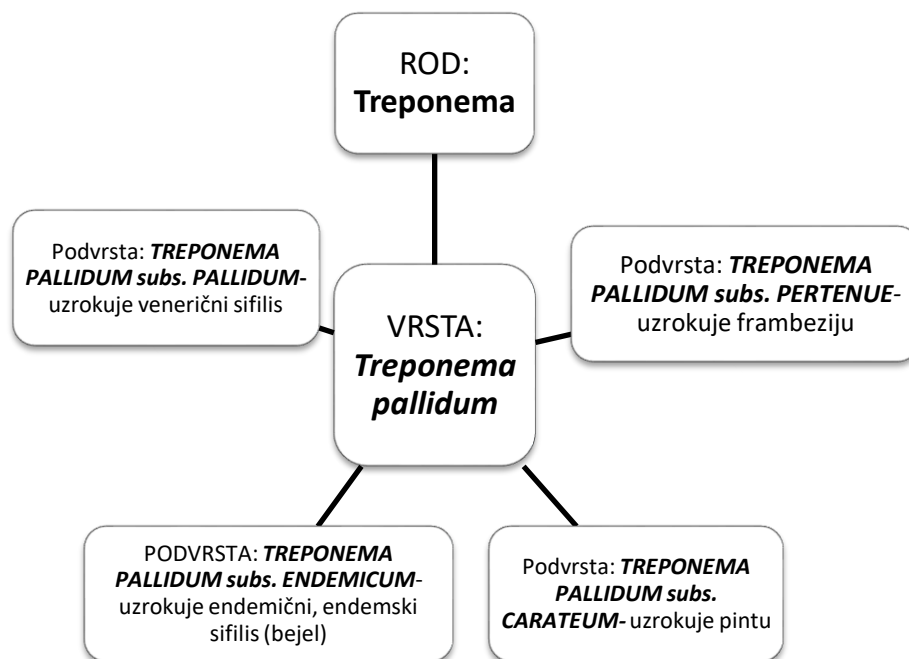 ROD:
Treponema
Podvrsta: TREPONEMA
PALLIDUM subs. PALLIDUM-
uzrokuje venerični sifilis
Podvrsta: TREPONEMA
PALLIDUM subs. PERTENUE-
uzrokuje frambeziju
VRSTA:
Treponema
pallidum
PODVRSTA: TREPONEMA
PALLIDUM subs. ENDEMICUM-
uzrokuje endemični, endemski
sifilis (bejel)
Podvrsta: TREPONEMA
PALLIDUM subs.
CARATEUM- uzrokuje pintu